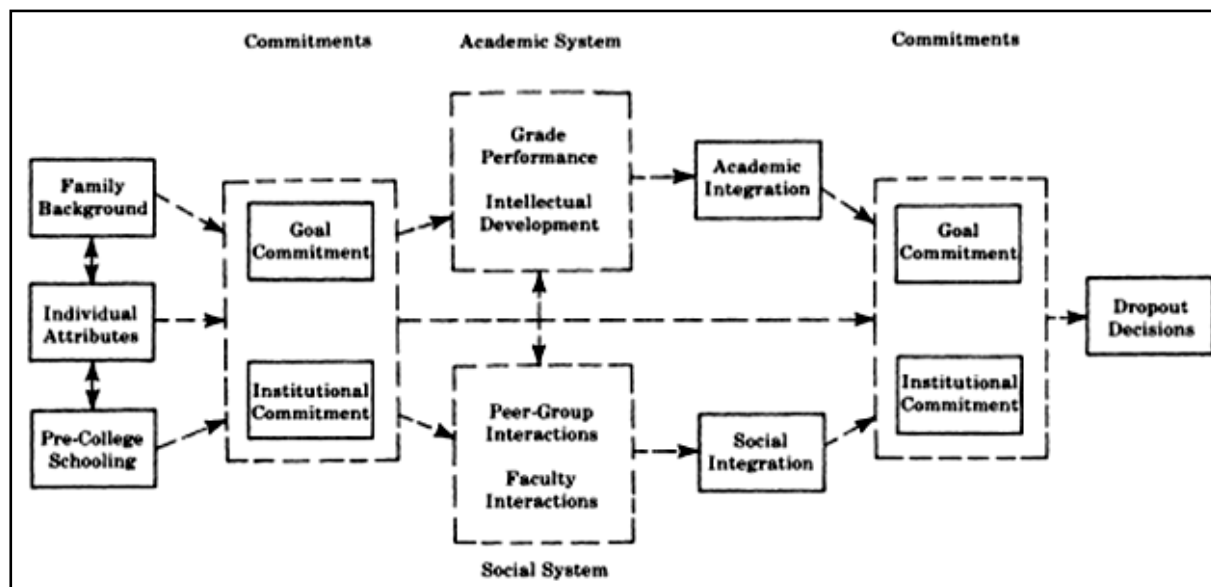 Commitments
Academic System
Commitments
Family
Background
Individual
Attributes
Pre-College
Schooling
Goal
Commitment
Institutional
Commitment
Grade
Performance
Intellectual
Development
Peer-Group
Interactions
Faculty
Interactions
Social System
Academic
Integration
Social
Integration
Goal
Commitment
Institutional
Commitment
Dropout
Decisions